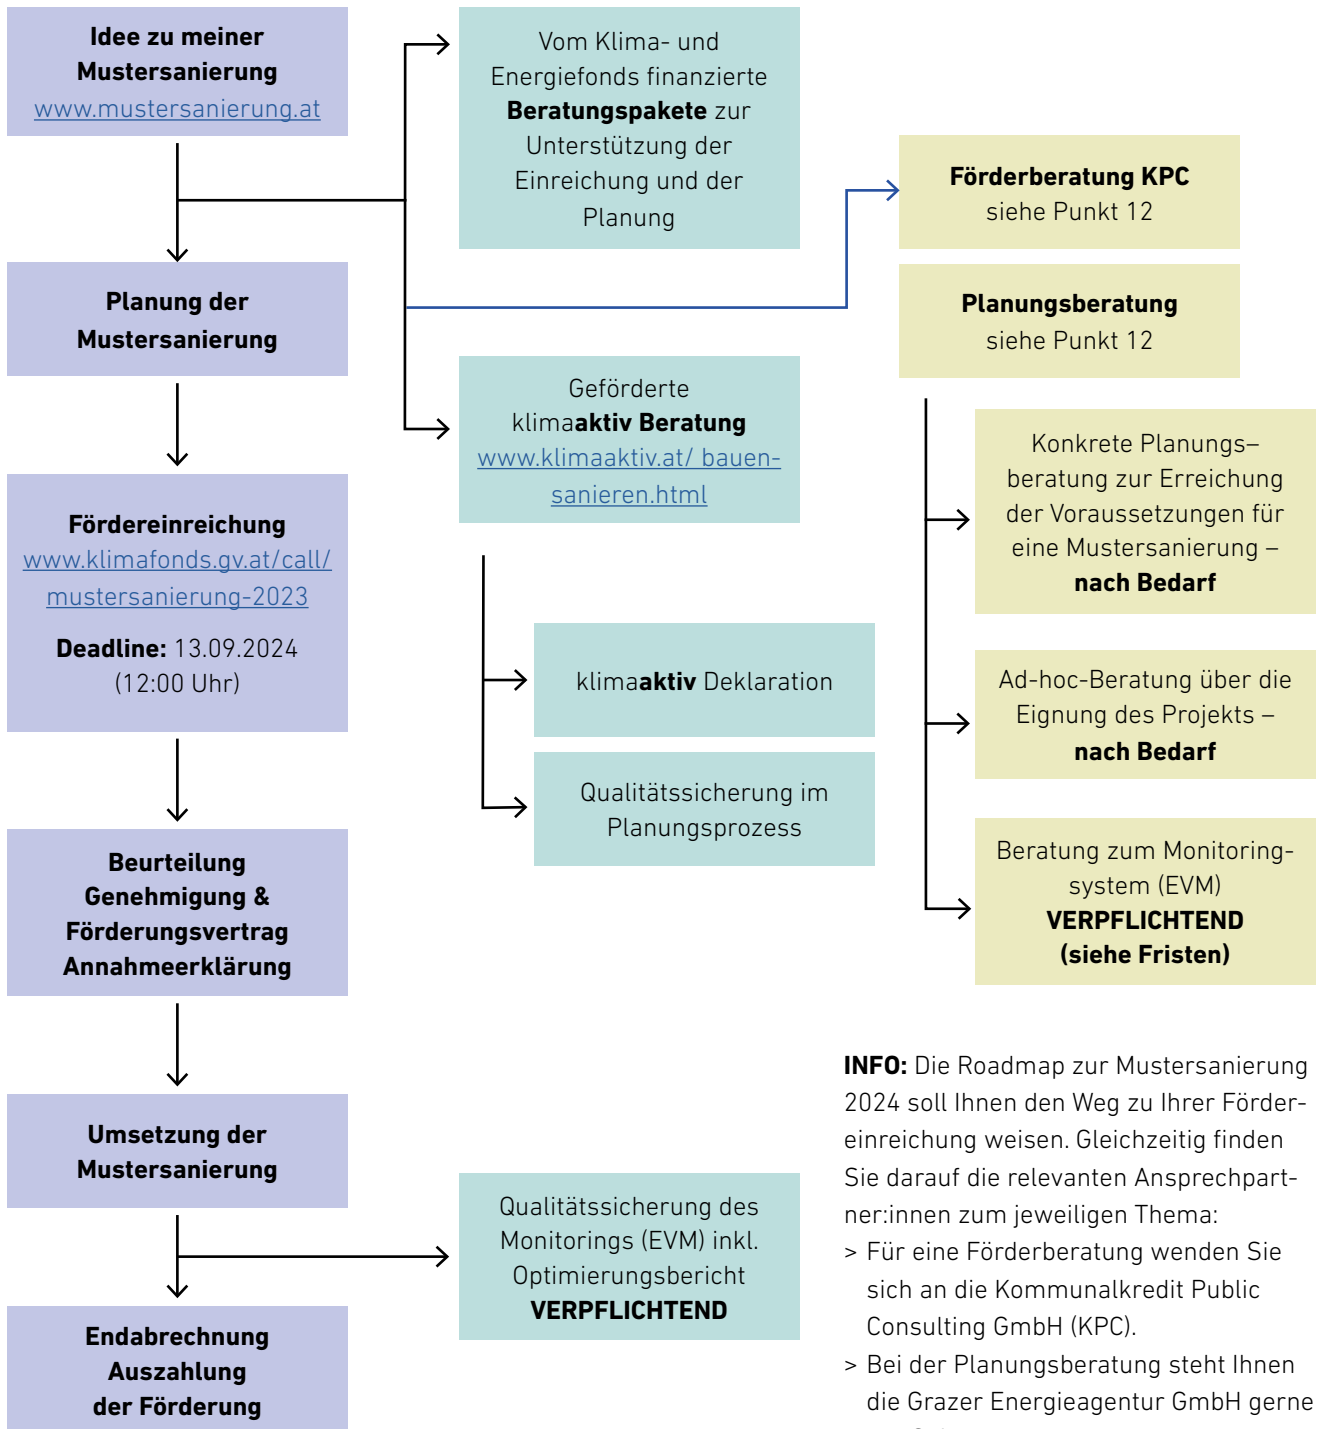 Idee zu meiner
Mustersanierung
www.mustersanierung.at
Planung der
Mustersanierung
Fördereinreichung
www.klimafonds.gv.at/call/
mustersanierung-2023
Deadline: 13.09.2024
(12:00 Uhr)
Beurteilung
Genehmigung &
Förderungsvertrag
Annahmeerklärung
Umsetzung der
Mustersanierung
Endabrechnung
Auszahlung
der Förderung
Vom Klima- und
Energiefonds finanzierte
Beratungspakete zur
Unterstützung der
Einreichung und der
Planung
Geförderte
klimaaktiv Beratung
www.klimaaktiv.at/ bauen-
sanieren.html
klimaaktiv Deklaration
Qualitätssicherung im
Planungsprozess
Qualitätssicherung des
Monitorings (EVM) inkl.
Optimierungsbericht
VERPFLICHTEND
Förderberatung KPC
siehe Punkt 12
Planungsberatung
siehe Punkt 12
Konkrete Planungs–
beratung zur Erreichung
der Voraussetzungen für
eine Mustersanierung –
nach Bedarf
Ad-hoc-Beratung über die
Eignung des Projekts –
nach Bedarf
Beratung zum Monitoring-
system (EVM)
VERPFLICHTEND
(siehe Fristen)
INFO: Die Roadmap zur Mustersanierung
2024 soll Ihnen den Weg zu Ihrer Förder-
einreichung weisen. Gleichzeitig finden
Sie darauf die relevanten Ansprechpart-
ner:innen zum jeweiligen Thema:
> Für eine Förderberatung wenden Sie
sich an die Kommunalkredit Public
Consulting GmbH (KPC).
> Bei der Planungsberatung steht Ihnen
die Grazer Energieagentur GmbH gerne